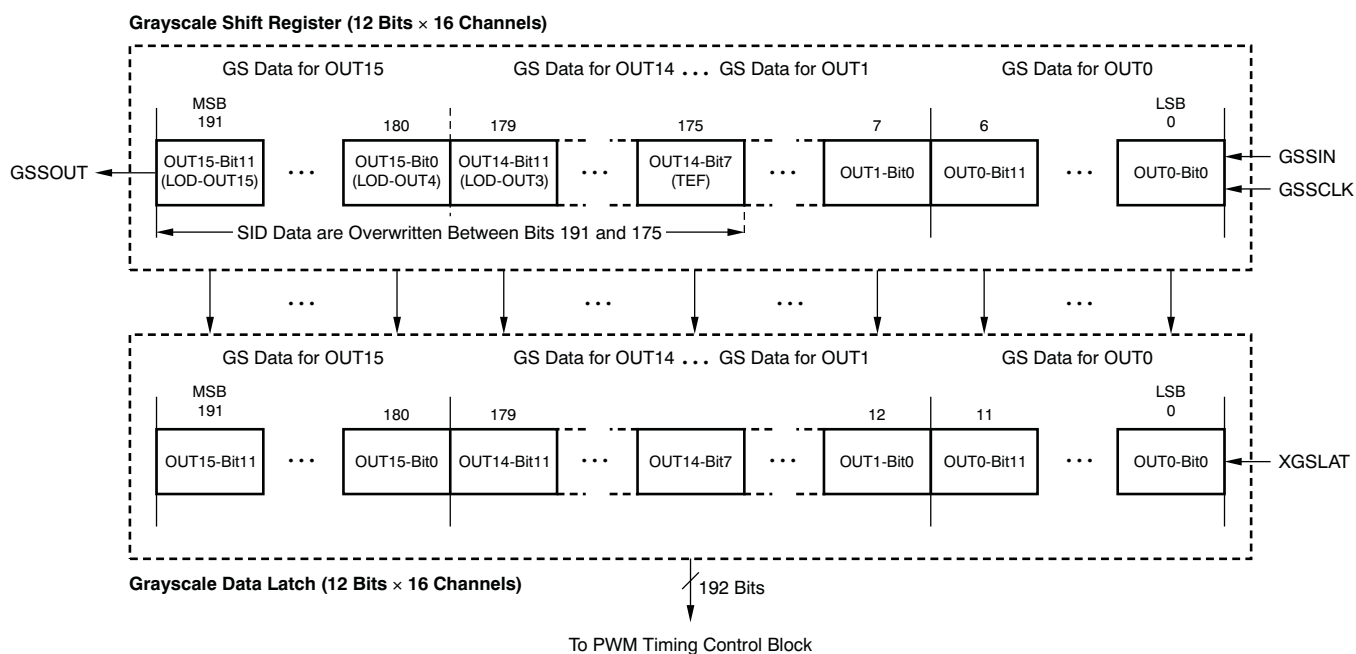 Grayscale Shift Register (12 Bits × 16 Channels)
GS Data for OUT15 GS Data for OUT14 ... GS Data for OUT1 GS Data for OUT0
MSB LSB
191 180 179 175 7 6 0
OUT15-Bit11 ... OUT15-Bit0 OUT14-Bit11 ... OUT14-Bit7 ... OUT1-Bit0 OUT0-Bit11 ... OUT0-Bit0 GSSIN
GSSOUT (LOD-OUT15) (LOD-OUT4) (LOD-OUT3) (TEF) GSSCLK
SID Data are Overwritten Between Bits 191 and 175
... ... ... ...
GS Data for OUT15 GS Data for OUT14 ... GS Data for OUT1 GS Data for OUT0
MSB LSB
191 180 179 12 11 0
OUT15-Bit11 ... OUT15-Bit0 OUT14-Bit11 ... OUT14-Bit7 ... OUT1-Bit0 OUT0-Bit11 ... OUT0-Bit0 XGSLAT
Grayscale Data Latch (12 Bits × 16 Channels)
192 Bits
To PWM Timing Control Block